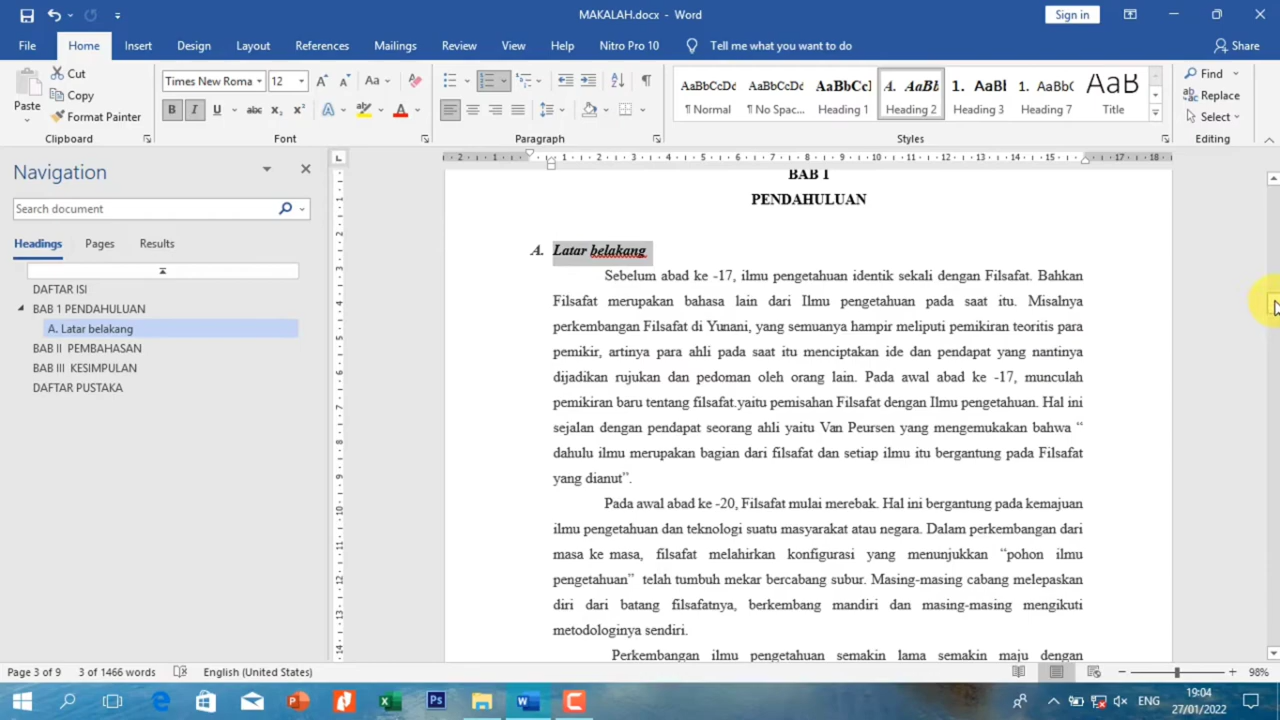 MAKALAH.docx - Word
Sign in
File Home Insert Design Layout References Mailings Review View Help Nitro Pro 10 Tell me what you want to do Share
Paste Cut Copy Format Painter
Clipboard
Times New Roma 12
Font
Paragraph
AaBbCcDd AaBbCcDd AaBbCcI A. AaBbC 1. AaBbC 1. AaBbC AaB
¶ Normal ¶ No Spac... Heading 1 Heading 2 Heading 3 Heading 7 Title
Styles
Find
Replace
Select
Editing
Navigation
Search document
Headings Pages Results
DAFTAR ISI
BAB 1 PENDAHULUAN
A. Latar belakang
BAB II PEMBAHASAN
BAB III KESIMPULAN
DAFTAR PUSTAKA
BAB 1
PENDAHULUAN
A. Latar belakang
Sebelum abad ke -17, ilmu pengetahuan identik sekali dengan Filsafat. Bahkan
Filsafat merupakan bahasa lain dari Ilmu pengetahuan pada saat itu. Misalnya
perkembangan Filsafat di Yunani, yang semuanya hampir meliputi pemikiran teoritis para
pemikir, artinya para ahli pada saat itu menciptakan ide dan pendapat yang nantinya
dijadikan rujukan dan pedoman oleh orang lain. Pada awal abad ke -17, munculah
pemikiran baru tentang filsafat.yaitu pemisahan Filsafat dengan Ilmu pengetahuan. Hal ini
sejalan dengan pendapat seorang ahli yaitu Van Peursen yang mengemukakan bahwa “
dahulu ilmu merupakan bagian dari filsafat dan setiap ilmu itu bergantung pada Filsafat
yang dianut”.
Pada awal abad ke -20, Filsafat mulai merebak. Hal ini bergantung pada kemajuan
ilmu pengetahuan dan teknologi suatu masyarakat atau negara. Dalam perkembangan dari
masa ke masa, filsafat melahirkan konfigurasi yang menunjukkan “pohon ilmu
pengetahuan” telah tumbuh mekar bercabang subur. Masing-masing cabang melepaskan
diri dari batang filsafatnya, berkembang mandiri dan masing-masing mengikuti
metodologinya sendiri.
Perkembangan ilmu pengetahuan semakin lama semakin maju dengan
Page 3 of 9 3 of 1466 words English (United States) 98%
ENG
19:04
27/01/2022